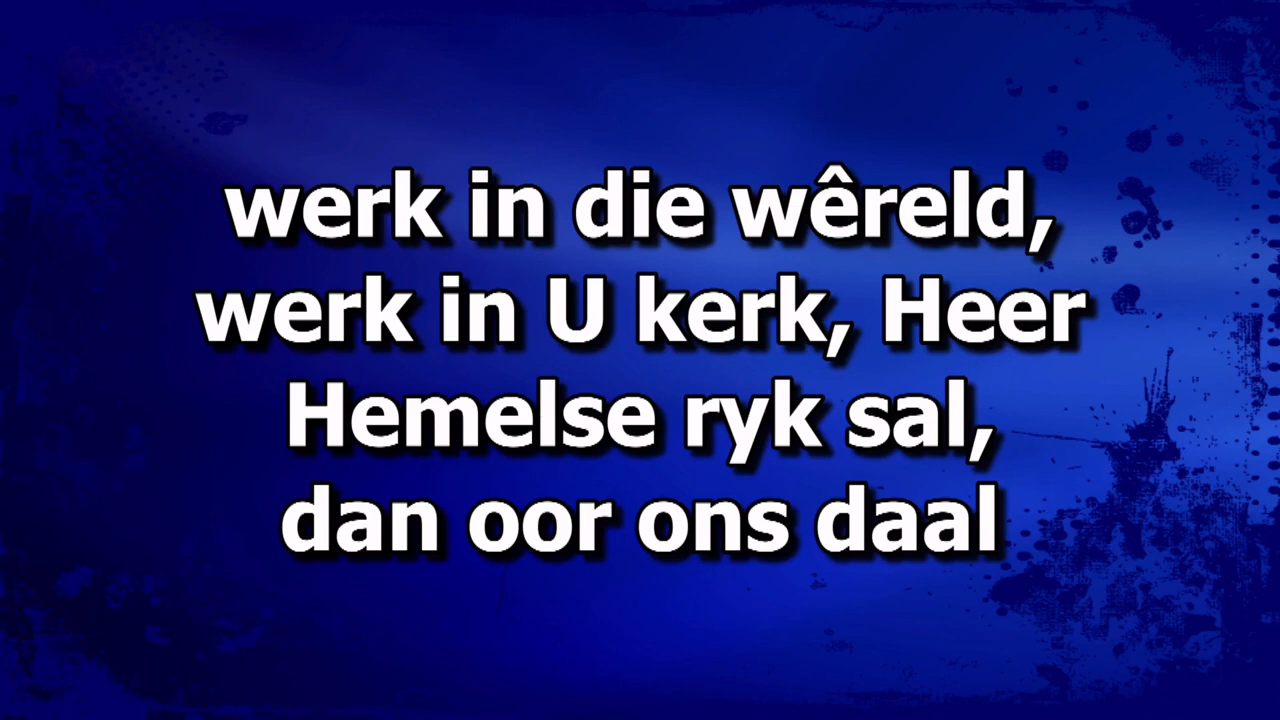 werk in die wêreld,
werk in U kerk, Heer
Hemelse ryk sal,
dan oor ons daal